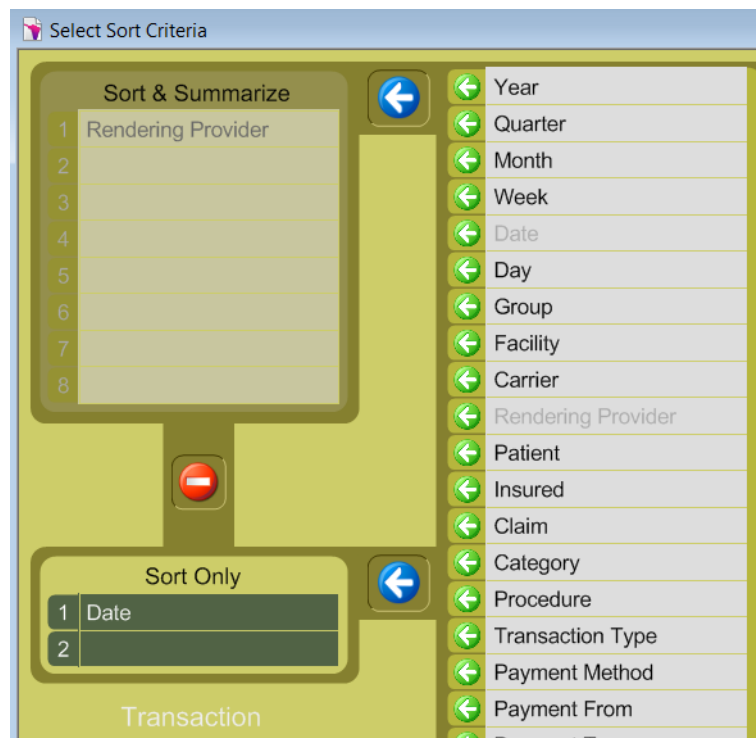 Select Sort Criteria
Sort & Summarize
1 Rendering Provider
2
3
4
5
6
7
8
Sort Only
1 Date
2
Transaction
Year
Quarter
Month
Week
Date
Day
Group
Facility
Carrier
Rendering Provider
Patient
Insured
Claim
Category
Procedure
Transaction Type
Payment Method
Payment From